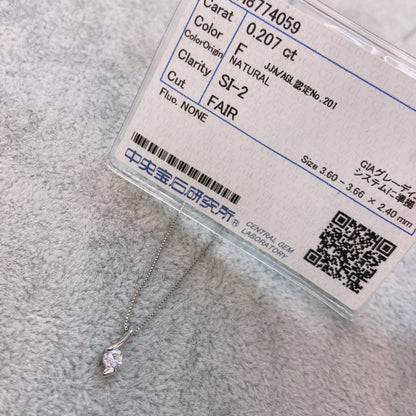 18774059
Carat 0.207 ct
Color F JJA/AGL認定No.201
ColorOrigin NATURAL
Clarity SI-2
Cut FAIR
Fluo. NONE
GIAグレーディ
システムに準拠
Size 3.60 - 3.66 × 2.40 mm
中央宝石研究所®
CENTRAL GEM
LABORATORY